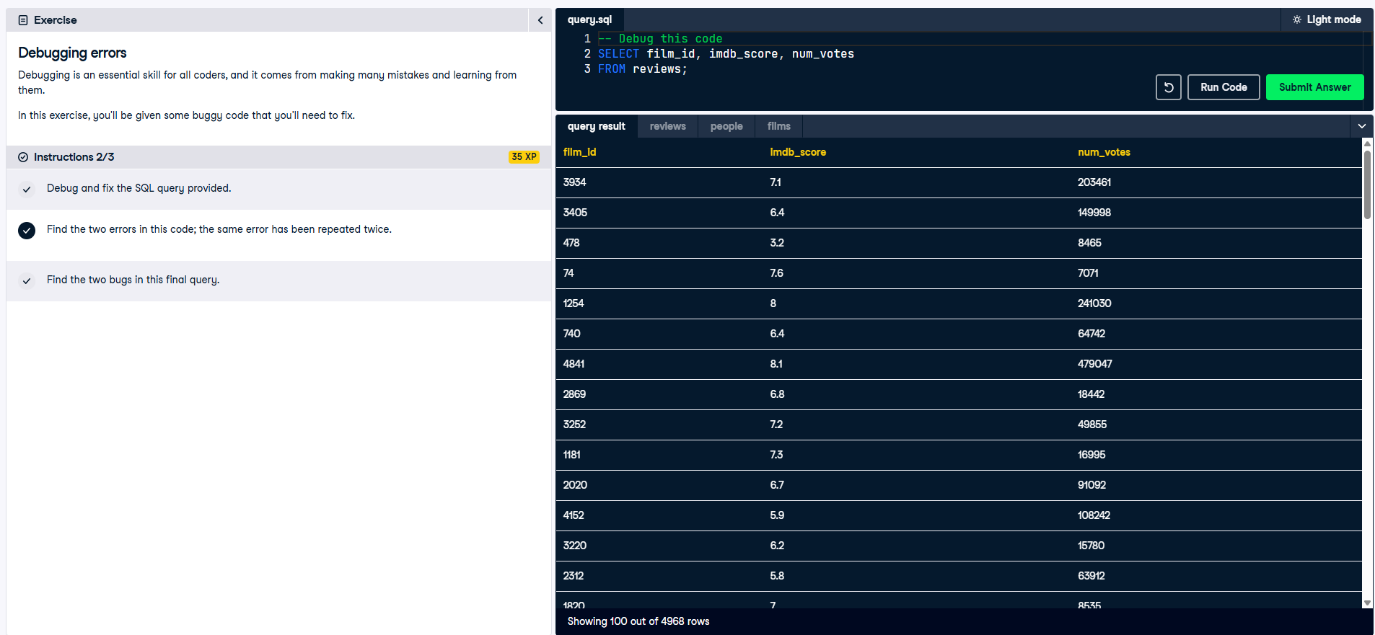 Exercise
Debugging errors
Debugging is an essential skill for all coders, and it comes from making many mistakes and learning from
them.
In this exercise, you'll be given some buggy code that you'll need to fix.
Instructions 2/3
35 XP
Debug and fix the SQL query provided.
Find the two errors in this code; the same error has been repeated twice.
Find the two bugs in this final query.
query.sql
Light mode
1 -- Debug this code
2 SELECT film_id, imdb_score, num_votes
3 FROM reviews;
Run Code
Submit Answer
query result reviews people films
film_id imdb_score num_votes
3934 7.1 203461
3405 6.4 149998
478 3.2 8465
74 7.6 7071
1254 8 241030
740 6.4 64742
4841 8.1 479047
2869 6.8 18442
3252 7.2 49855
1181 7.3 16995
2020 6.7 91092
4152 5.9 108242
3220 6.2 15780
2312 5.8 63912
1820 7 8535
Showing 100 out of 4968 rows